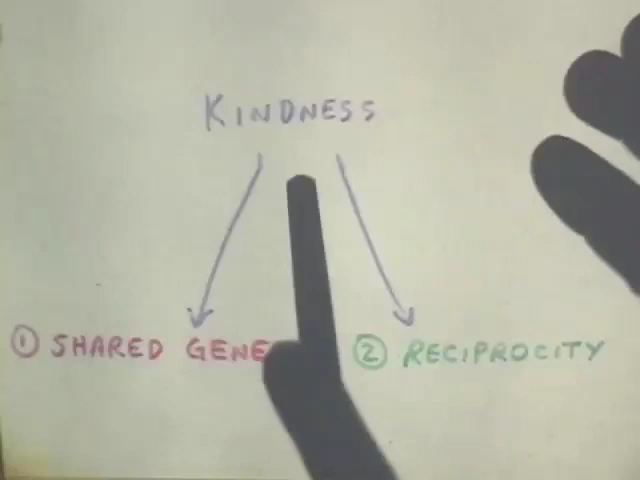 KINDNESS
① SHARED GENE
② RECIPROCITY